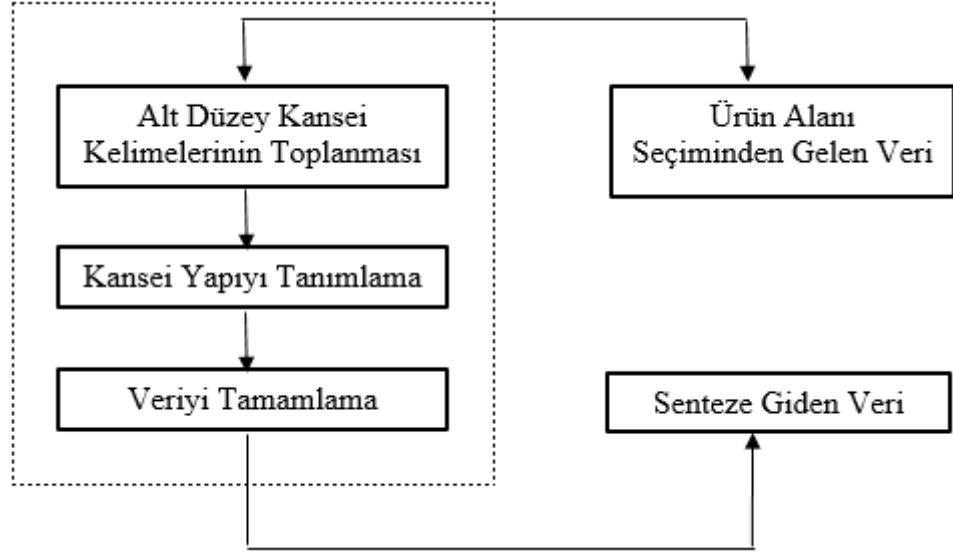 Alt Düzey Kansei
Kelimelerinin Toplanması
Ürün Alanı
Seçiminden Gelen Veri
Kansei Yapıyı Tanımlama
Veriyi Tamamlama
Senteze Giden Veri